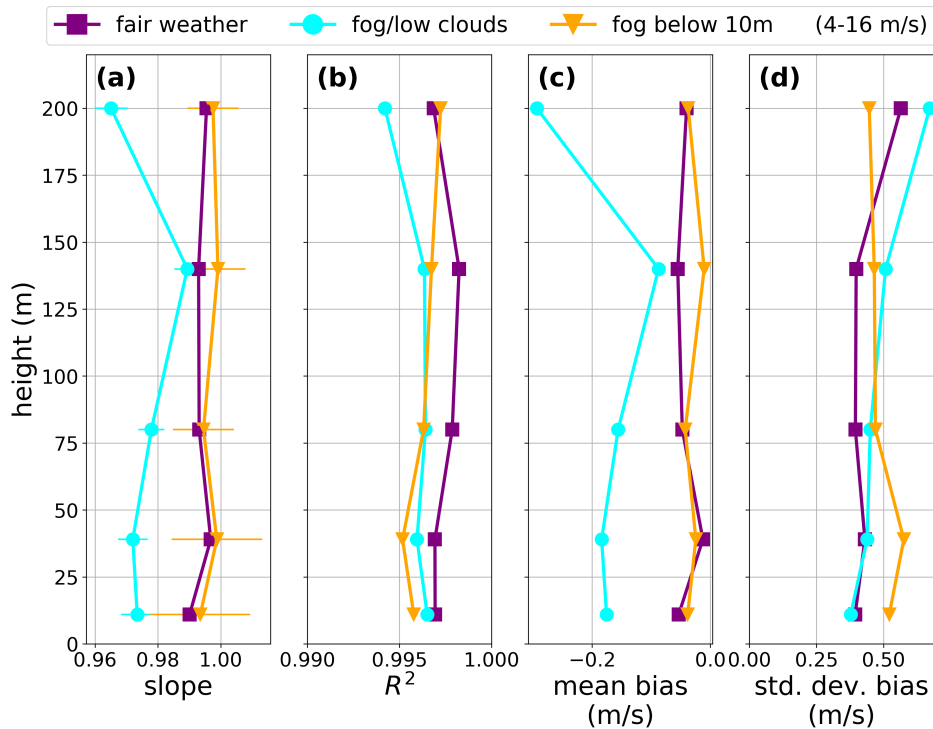 fair weather fog/low clouds fog below 10m (4-16 m/s)
(a) (b) (c) (d)
height (m)
200
175
150
125
100
75
50
25
0
0.96 0.98 1.00
0.990 0.995 1.000
−0.2 0.0
0.00 0.25 0.50
slope R² mean bias std. dev. bias
(m/s) (m/s)